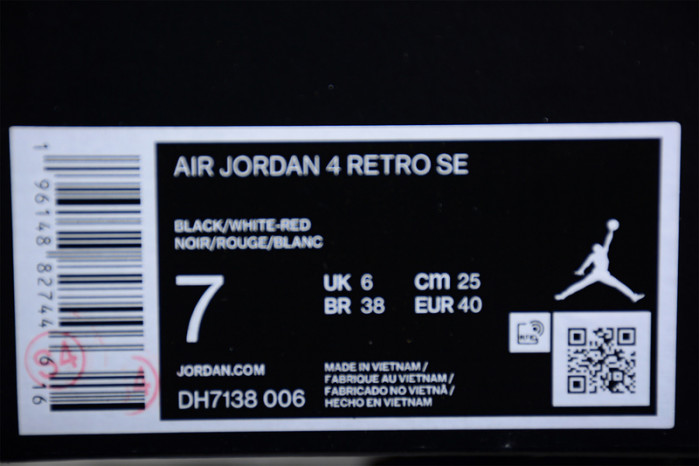 AIR JORDAN 4 RETRO SE
BLACK/WHITE-RED
NOIR/ROUGE/BLANC
7
UK 6
cm 25
BR 38
EUR 40
JORDAN.COM
DH7138 006
MADE IN VIETNAM /
FABRIQUE AU VIETNAM /
FABRICADO NO VIETNÃ /
HECHO EN VIETNAM
1 96148 82744 6 16
34